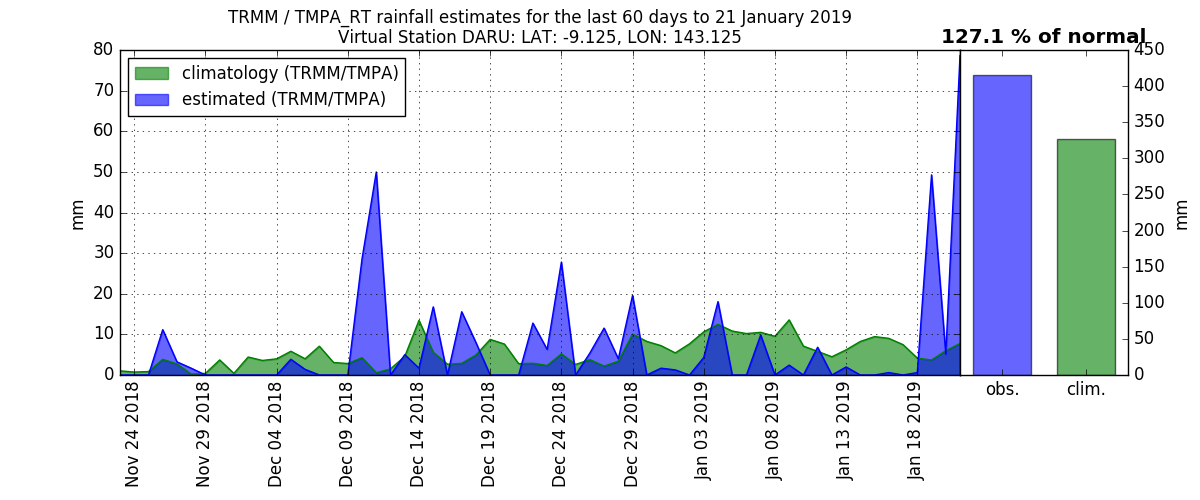 TRMM / TMPA_RT rainfall estimates for the last 60 days to 21 January 2019
Virtual Station DARU: LAT: -9.125, LON: 143.125
127.1 % of normal
climatology (TRMM/TMPA)
estimated (TRMM/TMPA)
mm
80
70
60
50
40
30
20
10
0
Nov 24 2018
Nov 29 2018
Dec 04 2018
Dec 09 2018
Dec 14 2018
Dec 19 2018
Dec 24 2018
Dec 29 2018
Jan 03 2019
Jan 08 2019
Jan 13 2019
Jan 18 2019
obs.
clim.
450
400
350
300
250
200
150
100
50
0
mm